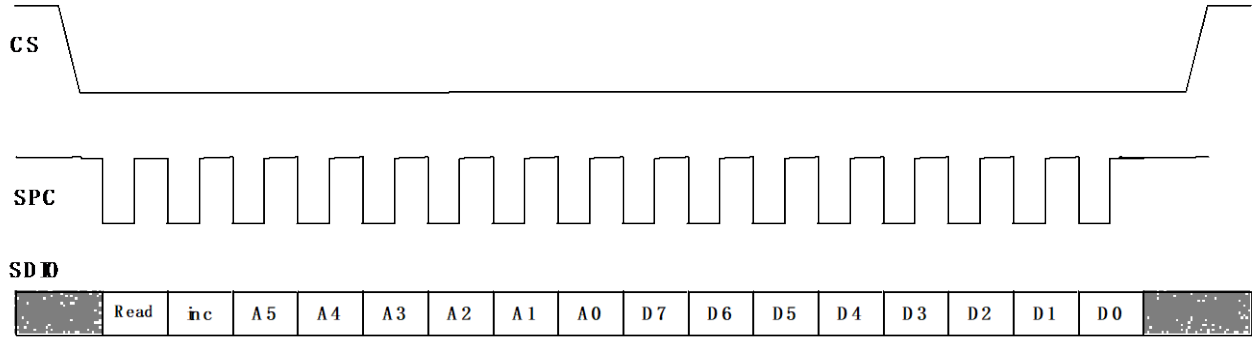 CS
SPC
SDIO
Read inc A5 A4 A3 A2 A1 A0 D7 D6 D5 D4 D3 D2 D1 D0